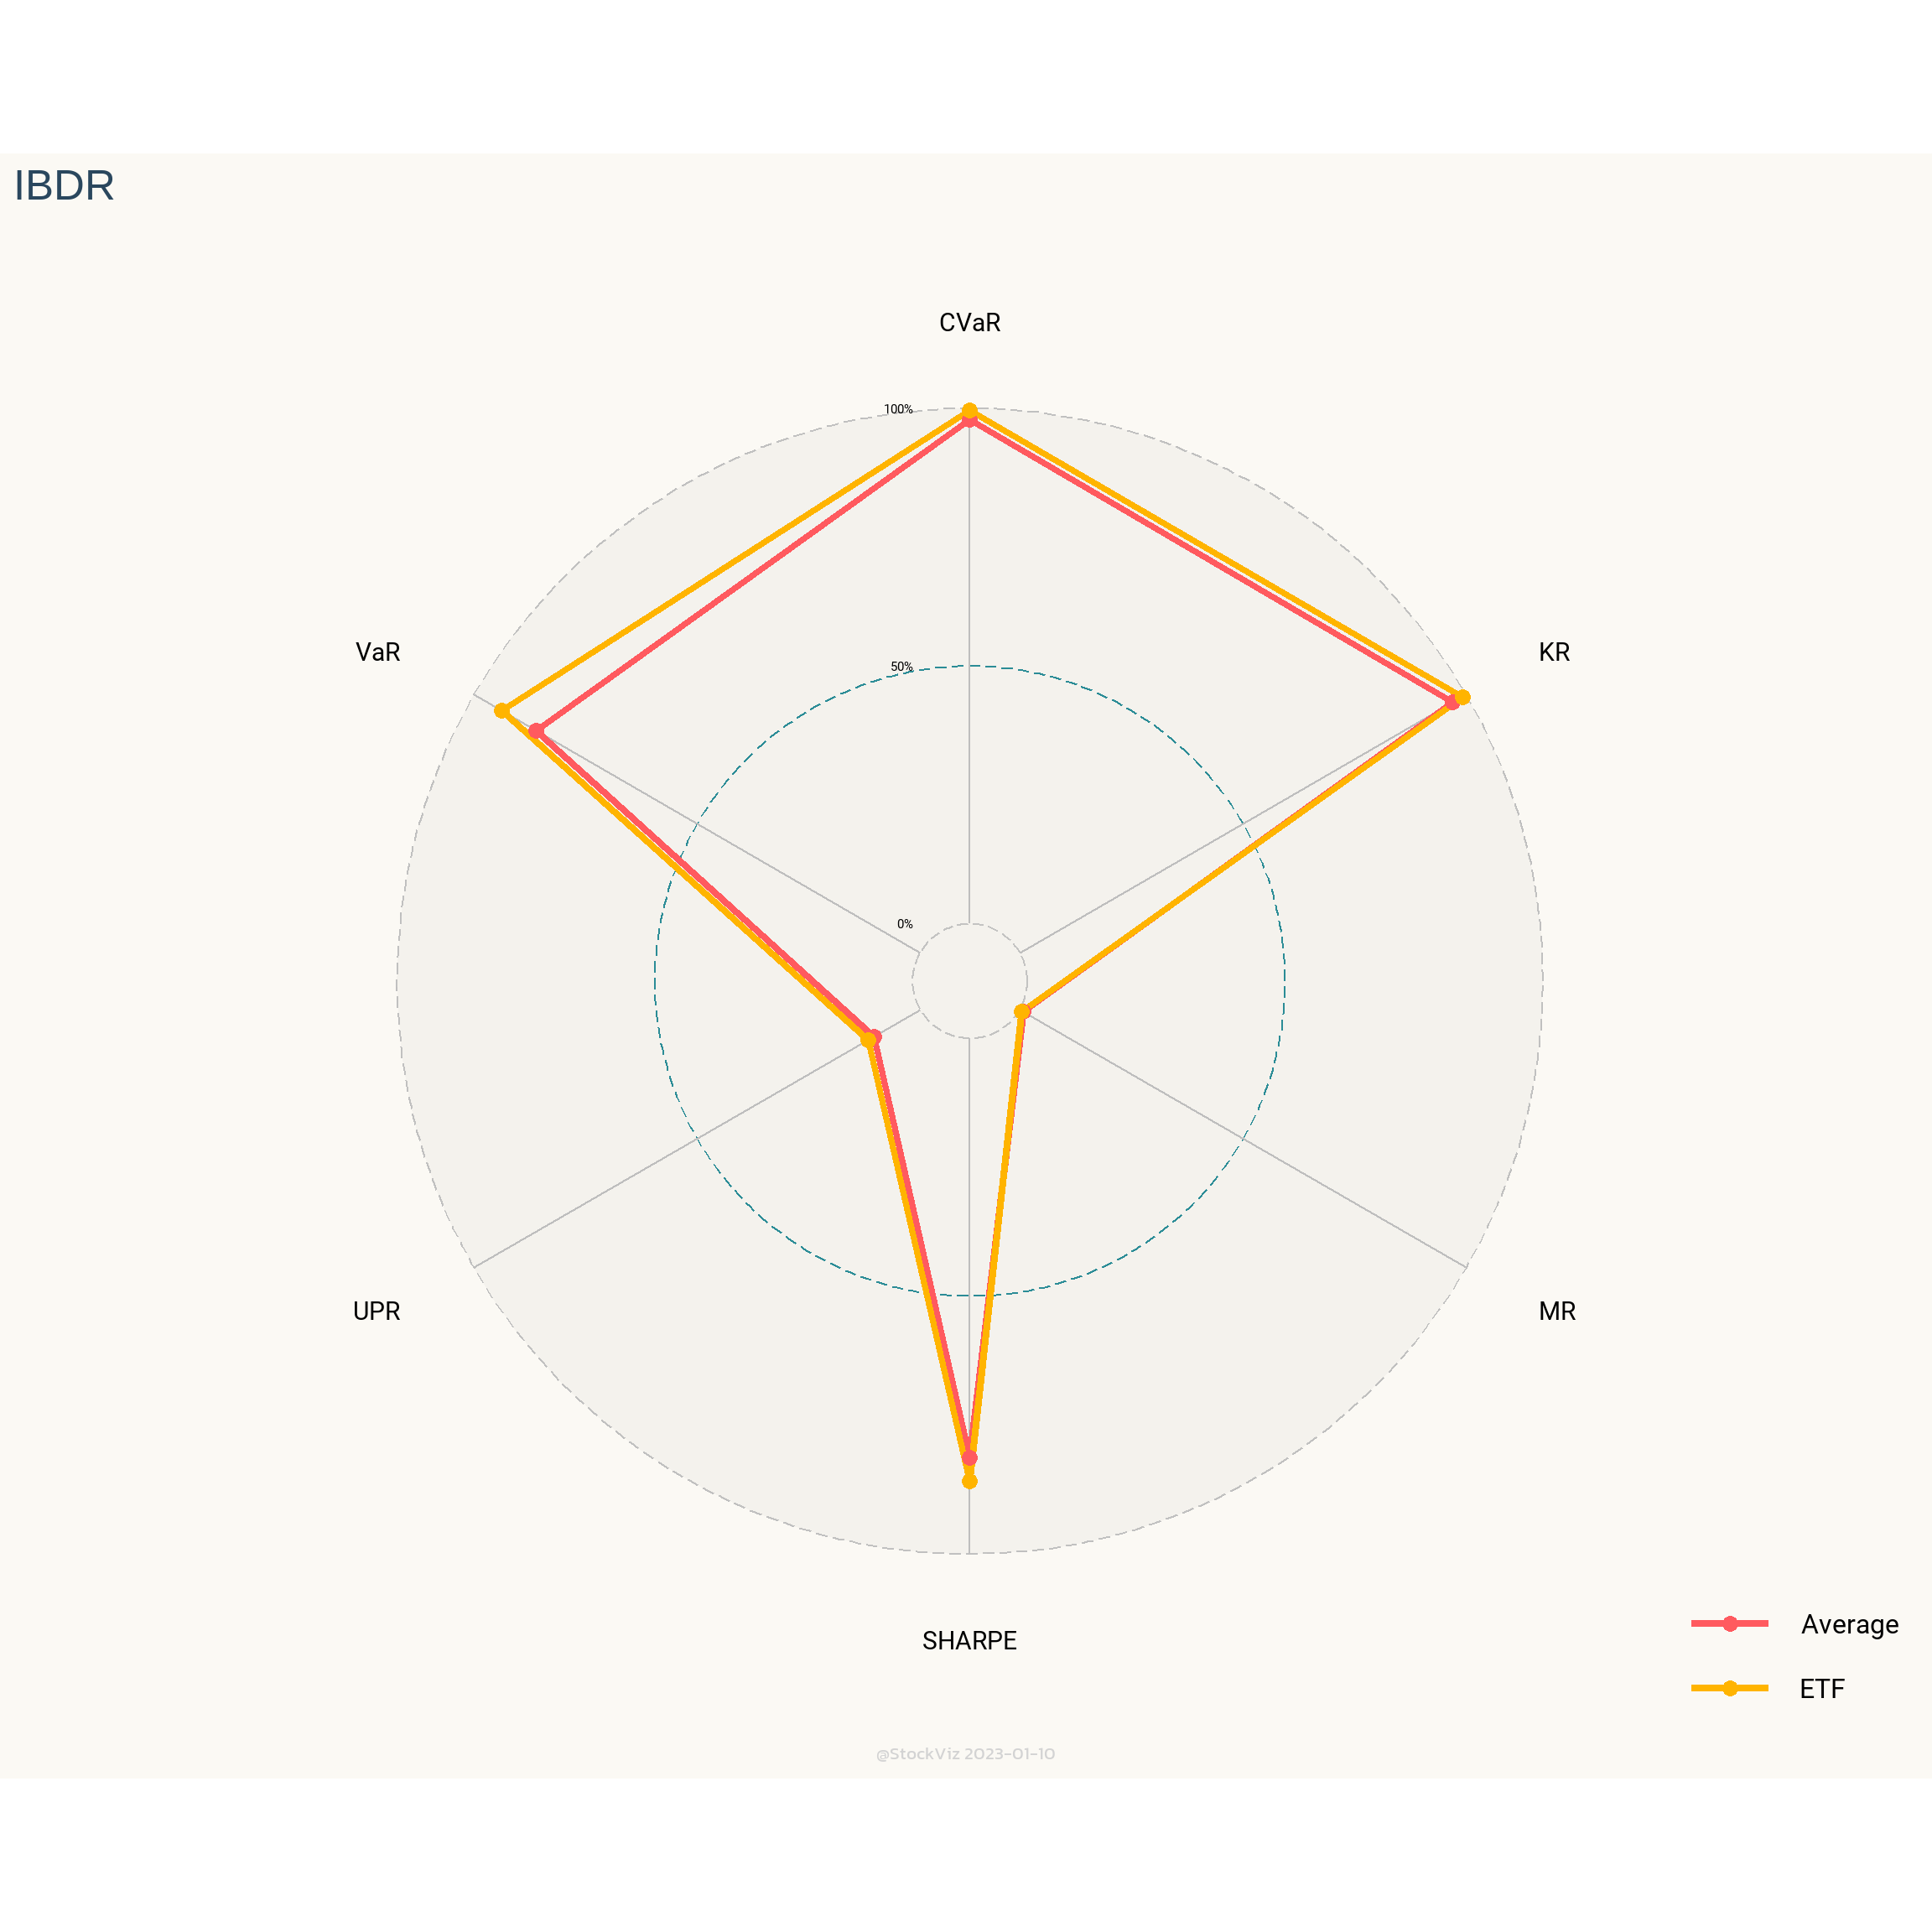 IBDR
CVaR
100%
VaR
KR
50%
0%
UPR
MR
SHARPE
Average
ETF
@StockViz 2023-01-10